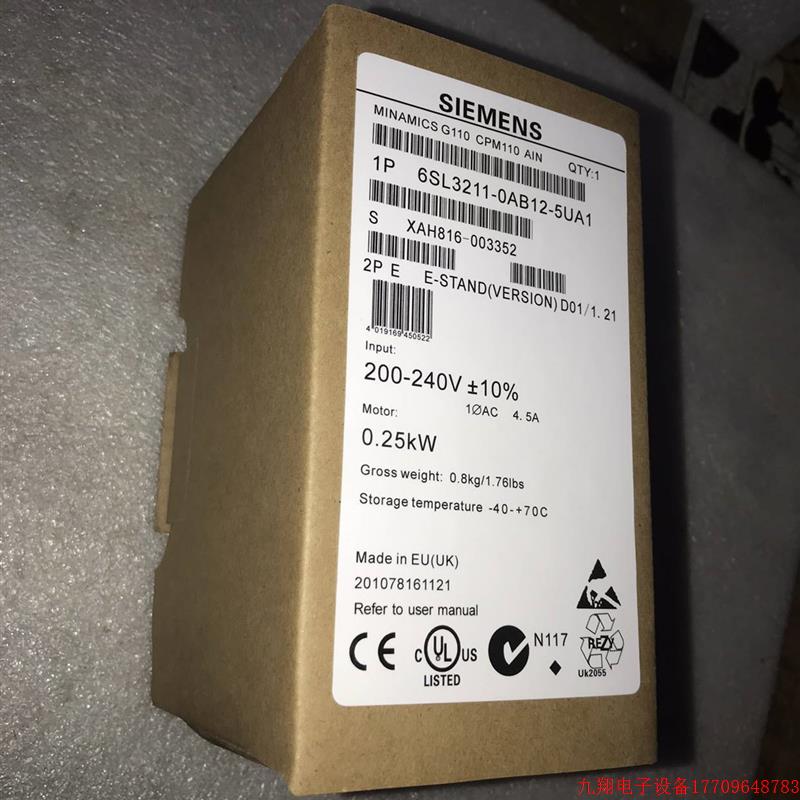 SIEMENS
MINAMICS G110 CPM110 AIN QTY:1
1P 6SL3211-0AB12-5UA1
S XAH816-003352
2P E E-STAND(VERSION) D01/1.21
4 019169 450522
Input:
200-240V ±10%
1∅AC 4.5A
Motor:
0.25kW
Gross weight: 0.8kg/1.76lbs
Storage temperature -40-+70C
Made in EU(UK)
201078161121
Refer to user manual
CE C UL US N117 REZY
LISTED Uk2055
九翔电子设备17709648783